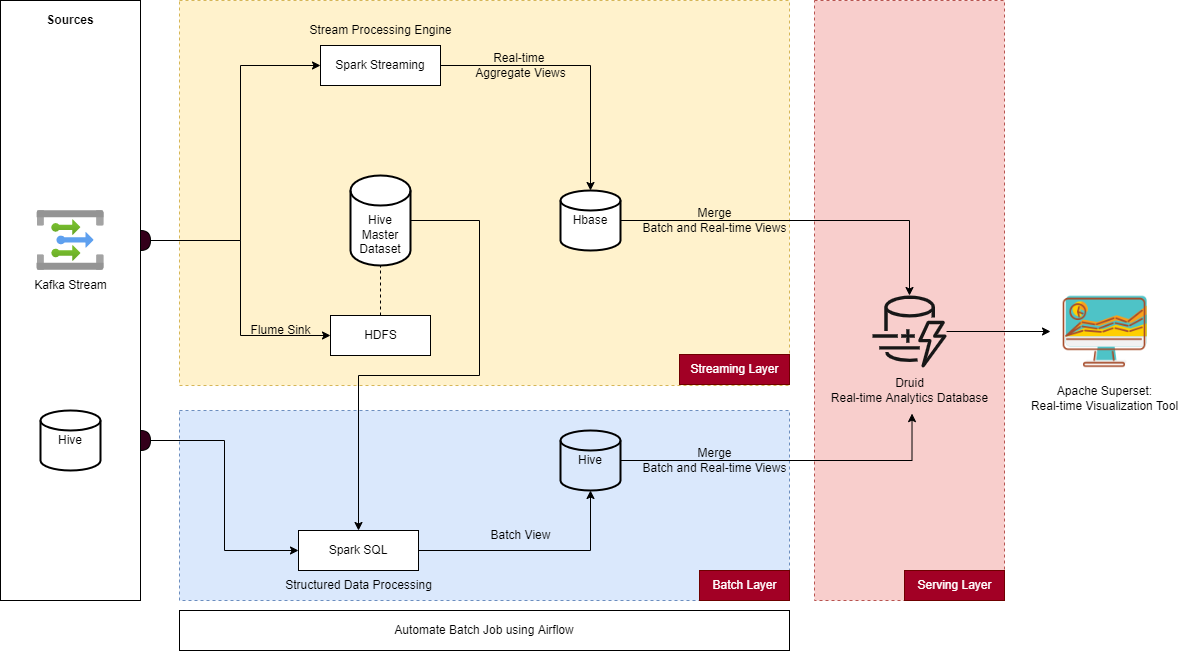 Sources
Stream Processing Engine
Spark Streaming
Real-time
Aggregate Views
Hive
Master
Dataset
Hbase
Merge
Batch and Real-time Views
Kafka Stream
Flume Sink
HDFS
Streaming Layer
Druid
Real-time Analytics Database
Apache Superset:
Real-time Visualization Tool
Hive
Hive
Merge
Batch and Real-time Views
Spark SQL
Batch View
Structured Data Processing
Batch Layer
Serving Layer
Automate Batch Job using Airflow